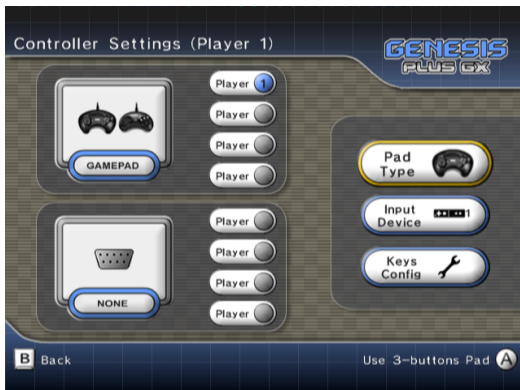 Controller Settings (Player 1)
GENESIS
PLUS GX
Player 1
Player
Player
Player
GAMEPAD
Pad
Type
Input
Device
1
Keys
Config
Player
Player
Player
Player
NONE
B Back
Use 3-buttons Pad A